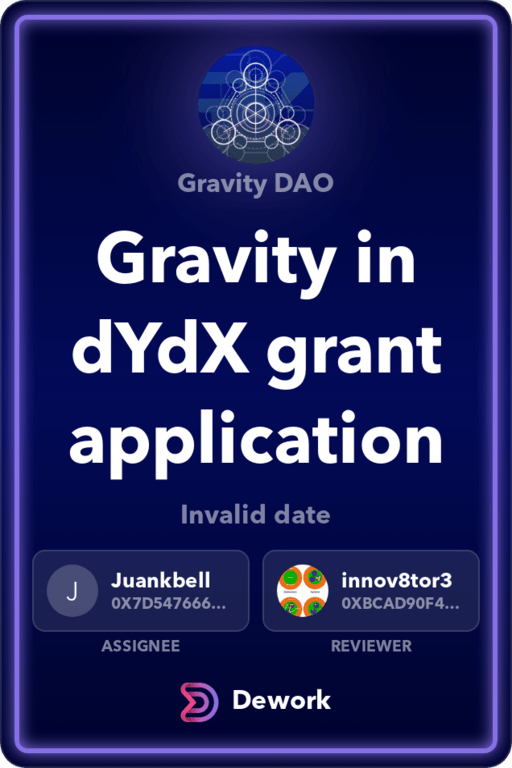 Gravity DAO
Gravity in
dYdX grant
application
Invalid date
J
Juankbell
0X7D547666...
innov8tor3
0XBCAD90F4...
ASSIGNEE
REVIEWER
Dework